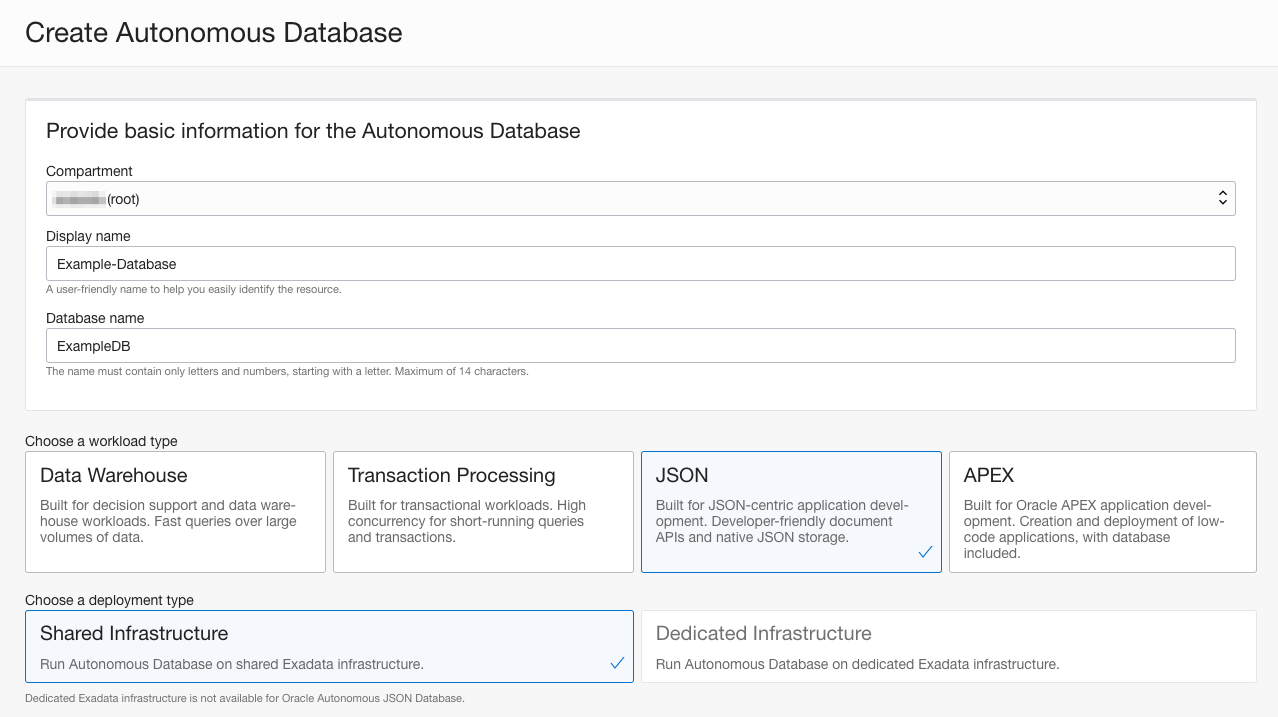 Create Autonomous Database
Provide basic information for the Autonomous Database
Compartment
(root)
Display name
Example-Database
A user-friendly name to help you easily identify the resource.
Database name
ExampleDB
The name must contain only letters and numbers, starting with a letter. Maximum of 14 characters.
Choose a workload type
Data Warehouse
Built for decision support and data ware-
house workloads. Fast queries over large
volumes of data.
Transaction Processing
Built for transactional workloads. High
concurrency for short-running queries
and transactions.
JSON
Built for JSON-centric application devel-
opment. Developer-friendly document
APIs and native JSON storage.
APEX
Built for Oracle APEX application devel-
opment. Creation and deployment of low-
code applications, with database
included.
Choose a deployment type
Shared Infrastructure
Run Autonomous Database on shared Exadata infrastructure.
Dedicated Infrastructure
Run Autonomous Database on dedicated Exadata infrastructure.
Dedicated Exadata infrastructure is not available for Oracle Autonomous JSON Database.